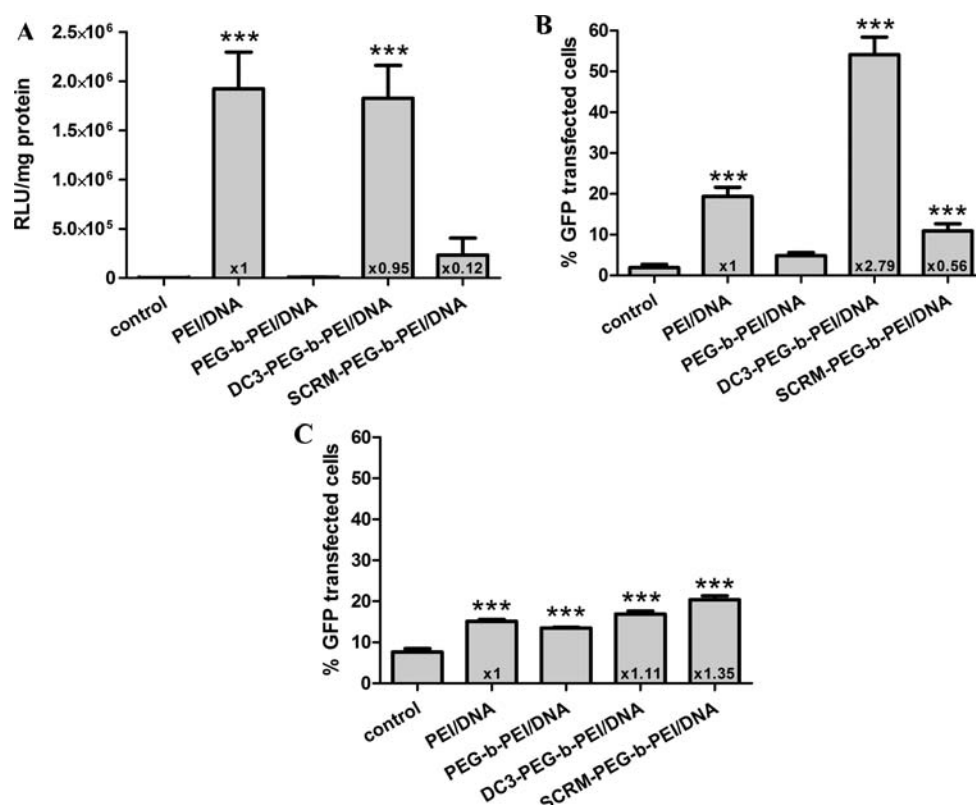 A
RLU/mg protein
2.5×10⁶
2.0×10⁶
1.5×10⁶
1.0×10⁶
5.0×10⁵
0
***
***
x1
x0.95
x0.12
control
PEI/DNA
PEG-b-PEI/DNA
DC3-PEG-b-PEI/DNA
SCRM-PEG-b-PEI/DNA
B
% GFP transfected cells
60
50
40
30
20
10
0
***
***
***
x1
x2.79
x0.56
control
PEI/DNA
PEG-b-PEI/DNA
DC3-PEG-b-PEI/DNA
SCRM-PEG-b-PEI/DNA
C
% GFP transfected cells
60
50
40
30
20
10
0
***
***
***
***
x1
x1.11
x1.35
control
PEI/DNA
PEG-b-PEI/DNA
DC3-PEG-b-PEI/DNA
SCRM-PEG-b-PEI/DNA